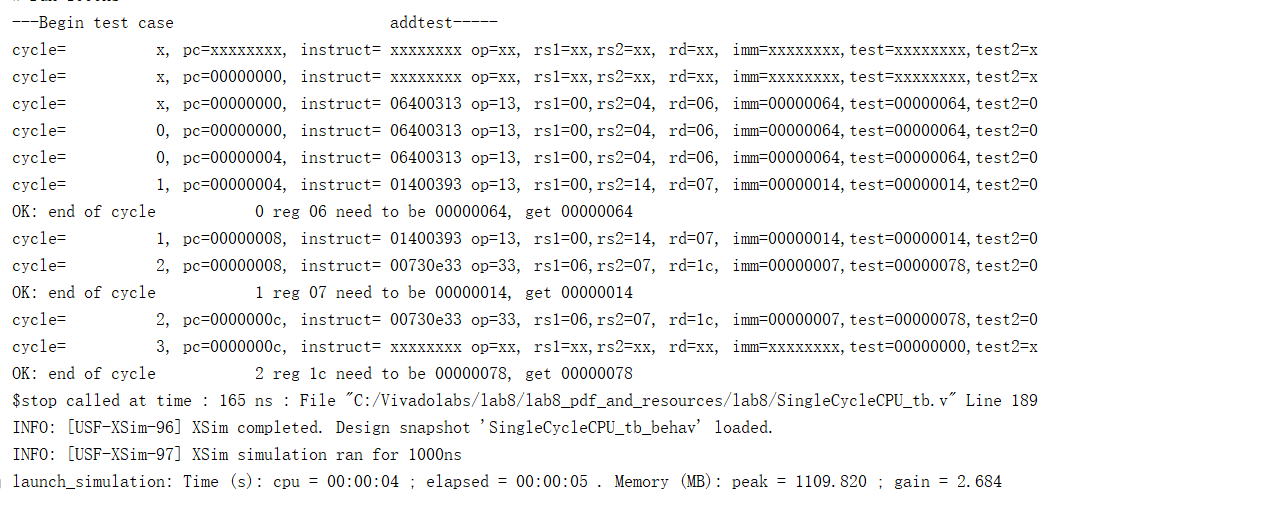 ---Begin test case                        addtest-----
cycle=          x, pc=xxxxxxxx, instruct= xxxxxxxx op=xx, rs1=xx,rs2=xx, rd=xx, imm=xxxxxxxx,test=xxxxxxxx,test2=x
cycle=          x, pc=00000000, instruct= xxxxxxxx op=xx, rs1=xx,rs2=xx, rd=xx, imm=xxxxxxxx,test=xxxxxxxx,test2=x
cycle=          x, pc=00000000, instruct= 06400313 op=13, rs1=00,rs2=04, rd=06, imm=00000064,test=00000064,test2=0
cycle=          0, pc=00000000, instruct= 06400313 op=13, rs1=00,rs2=04, rd=06, imm=00000064,test=00000064,test2=0
cycle=          0, pc=00000004, instruct= 06400313 op=13, rs1=00,rs2=04, rd=06, imm=00000064,test=00000064,test2=0
cycle=          1, pc=00000004, instruct= 01400393 op=13, rs1=00,rs2=14, rd=07, imm=00000014,test=00000014,test2=0
OK: end of cycle          0 reg 06 need to be 00000064, get 00000064
cycle=          1, pc=00000008, instruct= 01400393 op=13, rs1=00,rs2=14, rd=07, imm=00000014,test=00000014,test2=0
cycle=          2, pc=00000008, instruct= 00730e33 op=33, rs1=06,rs2=07, rd=1c, imm=00000007,test=00000078,test2=0
OK: end of cycle          1 reg 07 need to be 00000014, get 00000014
cycle=          2, pc=0000000c, instruct= 00730e33 op=33, rs1=06,rs2=07, rd=1c, imm=00000007,test=00000078,test2=0
cycle=          3, pc=0000000c, instruct= xxxxxxxx op=xx, rs1=xx,rs2=xx, rd=xx, imm=xxxxxxxx,test=00000000,test2=x
OK: end of cycle          2 reg 1c need to be 00000078, get 00000078
$stop called at time : 165 ns : File "C:/Vivadolabs/lab8/lab8_pdf_and_resources/lab8/SingleCycleCPU_tb.v" Line 189
INFO: [USF-XSim-96] XSim completed. Design snapshot 'SingleCycleCPU_tb_behav' loaded.
INFO: [USF-XSim-97] XSim simulation ran for 1000ns
launch_simulation: Time (s): cpu = 00:00:04 ; elapsed = 00:00:05 . Memory (MB): peak = 1109.820 ; gain = 2.684